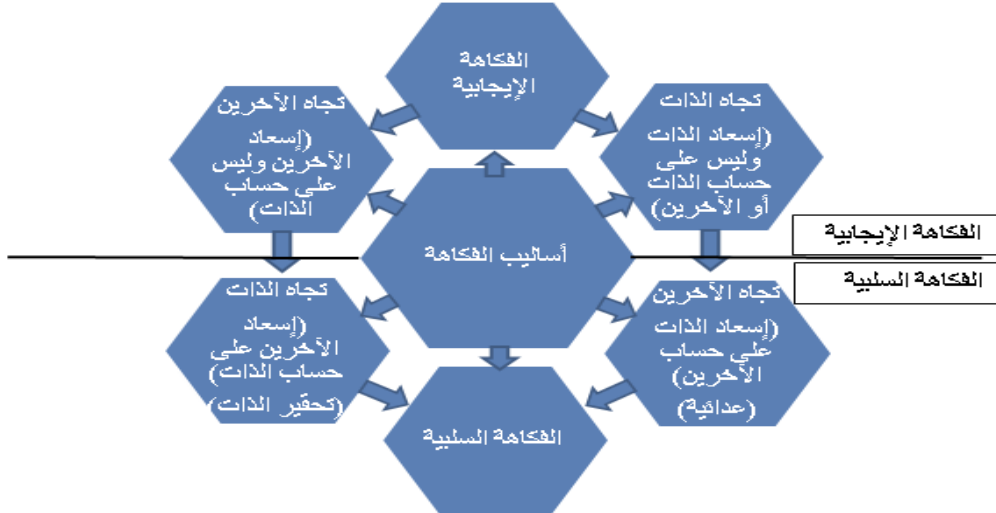 الفكاهة
الإيجابية
تجاه الذات
(إسعاد الذات
وليس على
حساب الذات
أو الآخرين)
تجاه الآخرين
(إسعاد
الآخرين وليس
على حساب
الذات)
أساليب الفكاهة
الفكاهة الإيجابية
الفكاهة السلبية
تجاه الآخرين
(إسعاد الذات
على حساب
الآخرين)
(عدائية)
تجاه الذات
(إسعاد
الآخرين على
حساب الذات)
(تحقير الذات)
الفكاهة السلبية